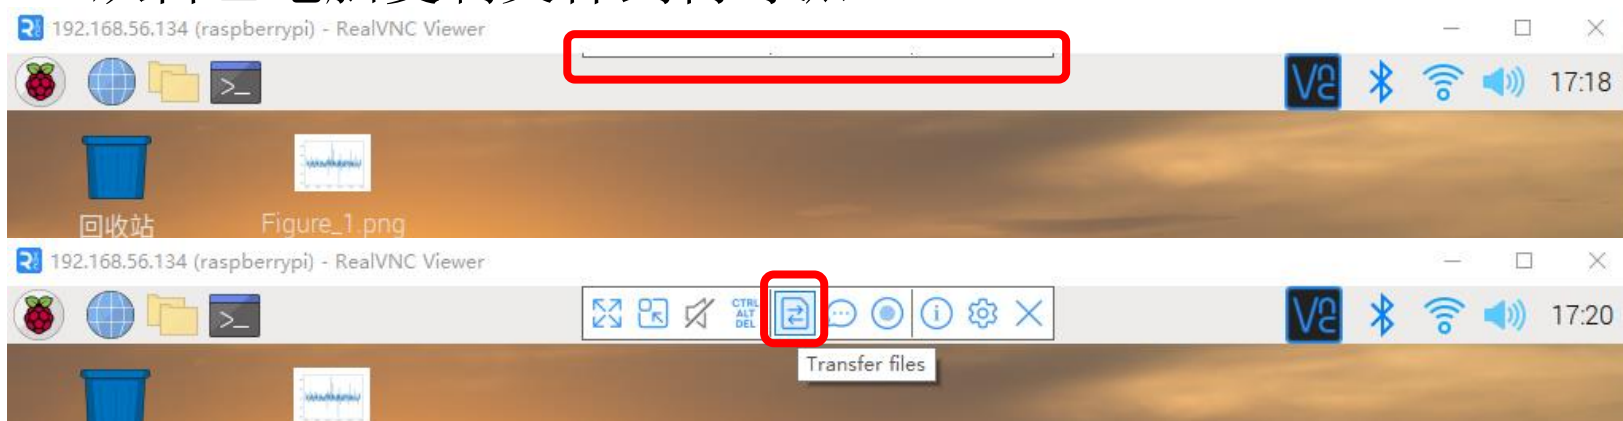 192.168.56.134 (raspberrypi) - RealVNC Viewer
17:18
回收站
Figure_1.png
192.168.56.134 (raspberrypi) - RealVNC Viewer
CTRL
ALT
DEL
17:20
Transfer files